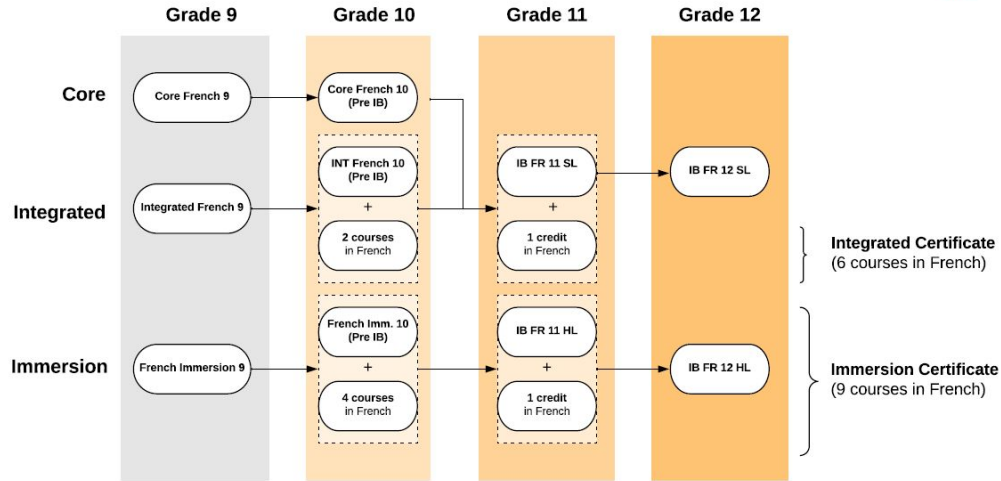 Grade 9
Grade 10
Grade 11
Grade 12
Core
Core French 9
Core French 10
(Pre IB)
Integrated
Integrated French 9
INT French 10
(Pre IB)
+
2 courses
in French
IB FR 11 SL
+
1 credit
in French
IB FR 12 SL
Integrated Certificate
(6 courses in French)
Immersion
French Immersion 9
French Imm. 10
(Pre IB)
+
4 courses
in French
IB FR 11 HL
+
1 credit
in French
IB FR 12 HL
Immersion Certificate
(9 courses in French)